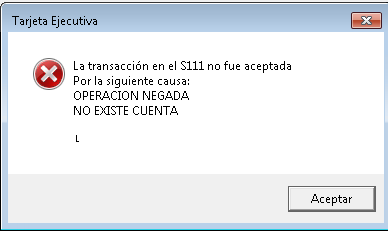 Tarjeta Ejecutiva
La transacción en el S111 no fue aceptada
Por la siguiente causa:
OPERACION NEGADA
NO EXISTE CUENTA
L
Aceptar